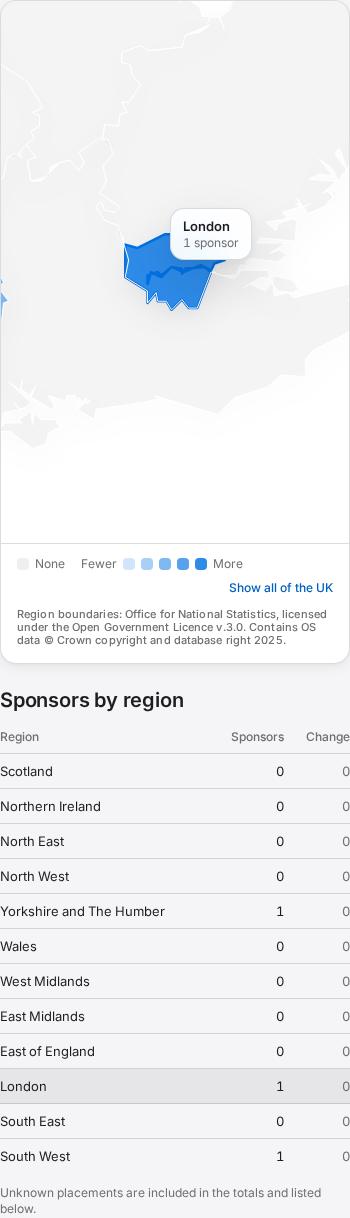 London
1 sponsor
None Fewer More
Show all of the UK
Region boundaries: Office for National Statistics, licensed
under the Open Government Licence v.3.0. Contains OS
data © Crown copyright and database right 2025.
Sponsors by region
Region Sponsors Change
Scotland 0 0
Northern Ireland 0 0
North East 0 0
North West 0 0
Yorkshire and The Humber 1 0
Wales 0 0
West Midlands 0 0
East Midlands 0 0
East of England 0 0
London 1 0
South East 0 0
South West 1 0
Unknown placements are included in the totals and listed
below.